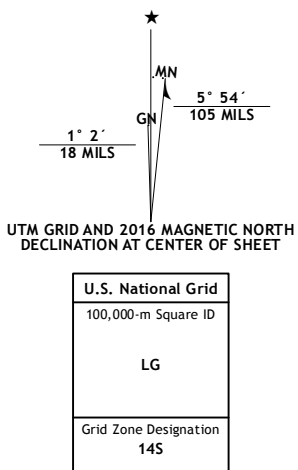 ★
MN
GN
5° 54´
105 MILS
1° 2´
18 MILS
UTM GRID AND 2016 MAGNETIC NORTH
DECLINATION AT CENTER OF SHEET
U.S. National Grid
100,000-m Square ID
LG
Grid Zone Designation
14S